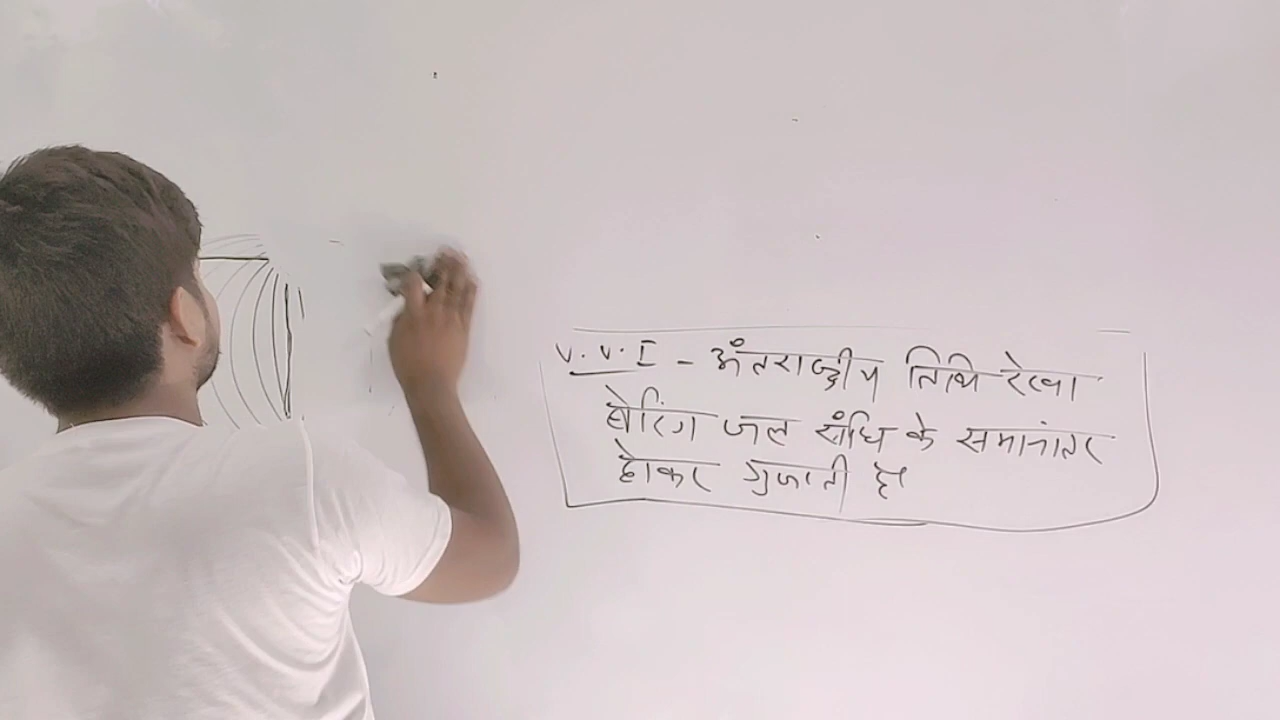 V.V.I - अंतराष्ट्रीय तिथि रेखा
बेरिंग जल संधि के समानांतर
होकर गुजरती है